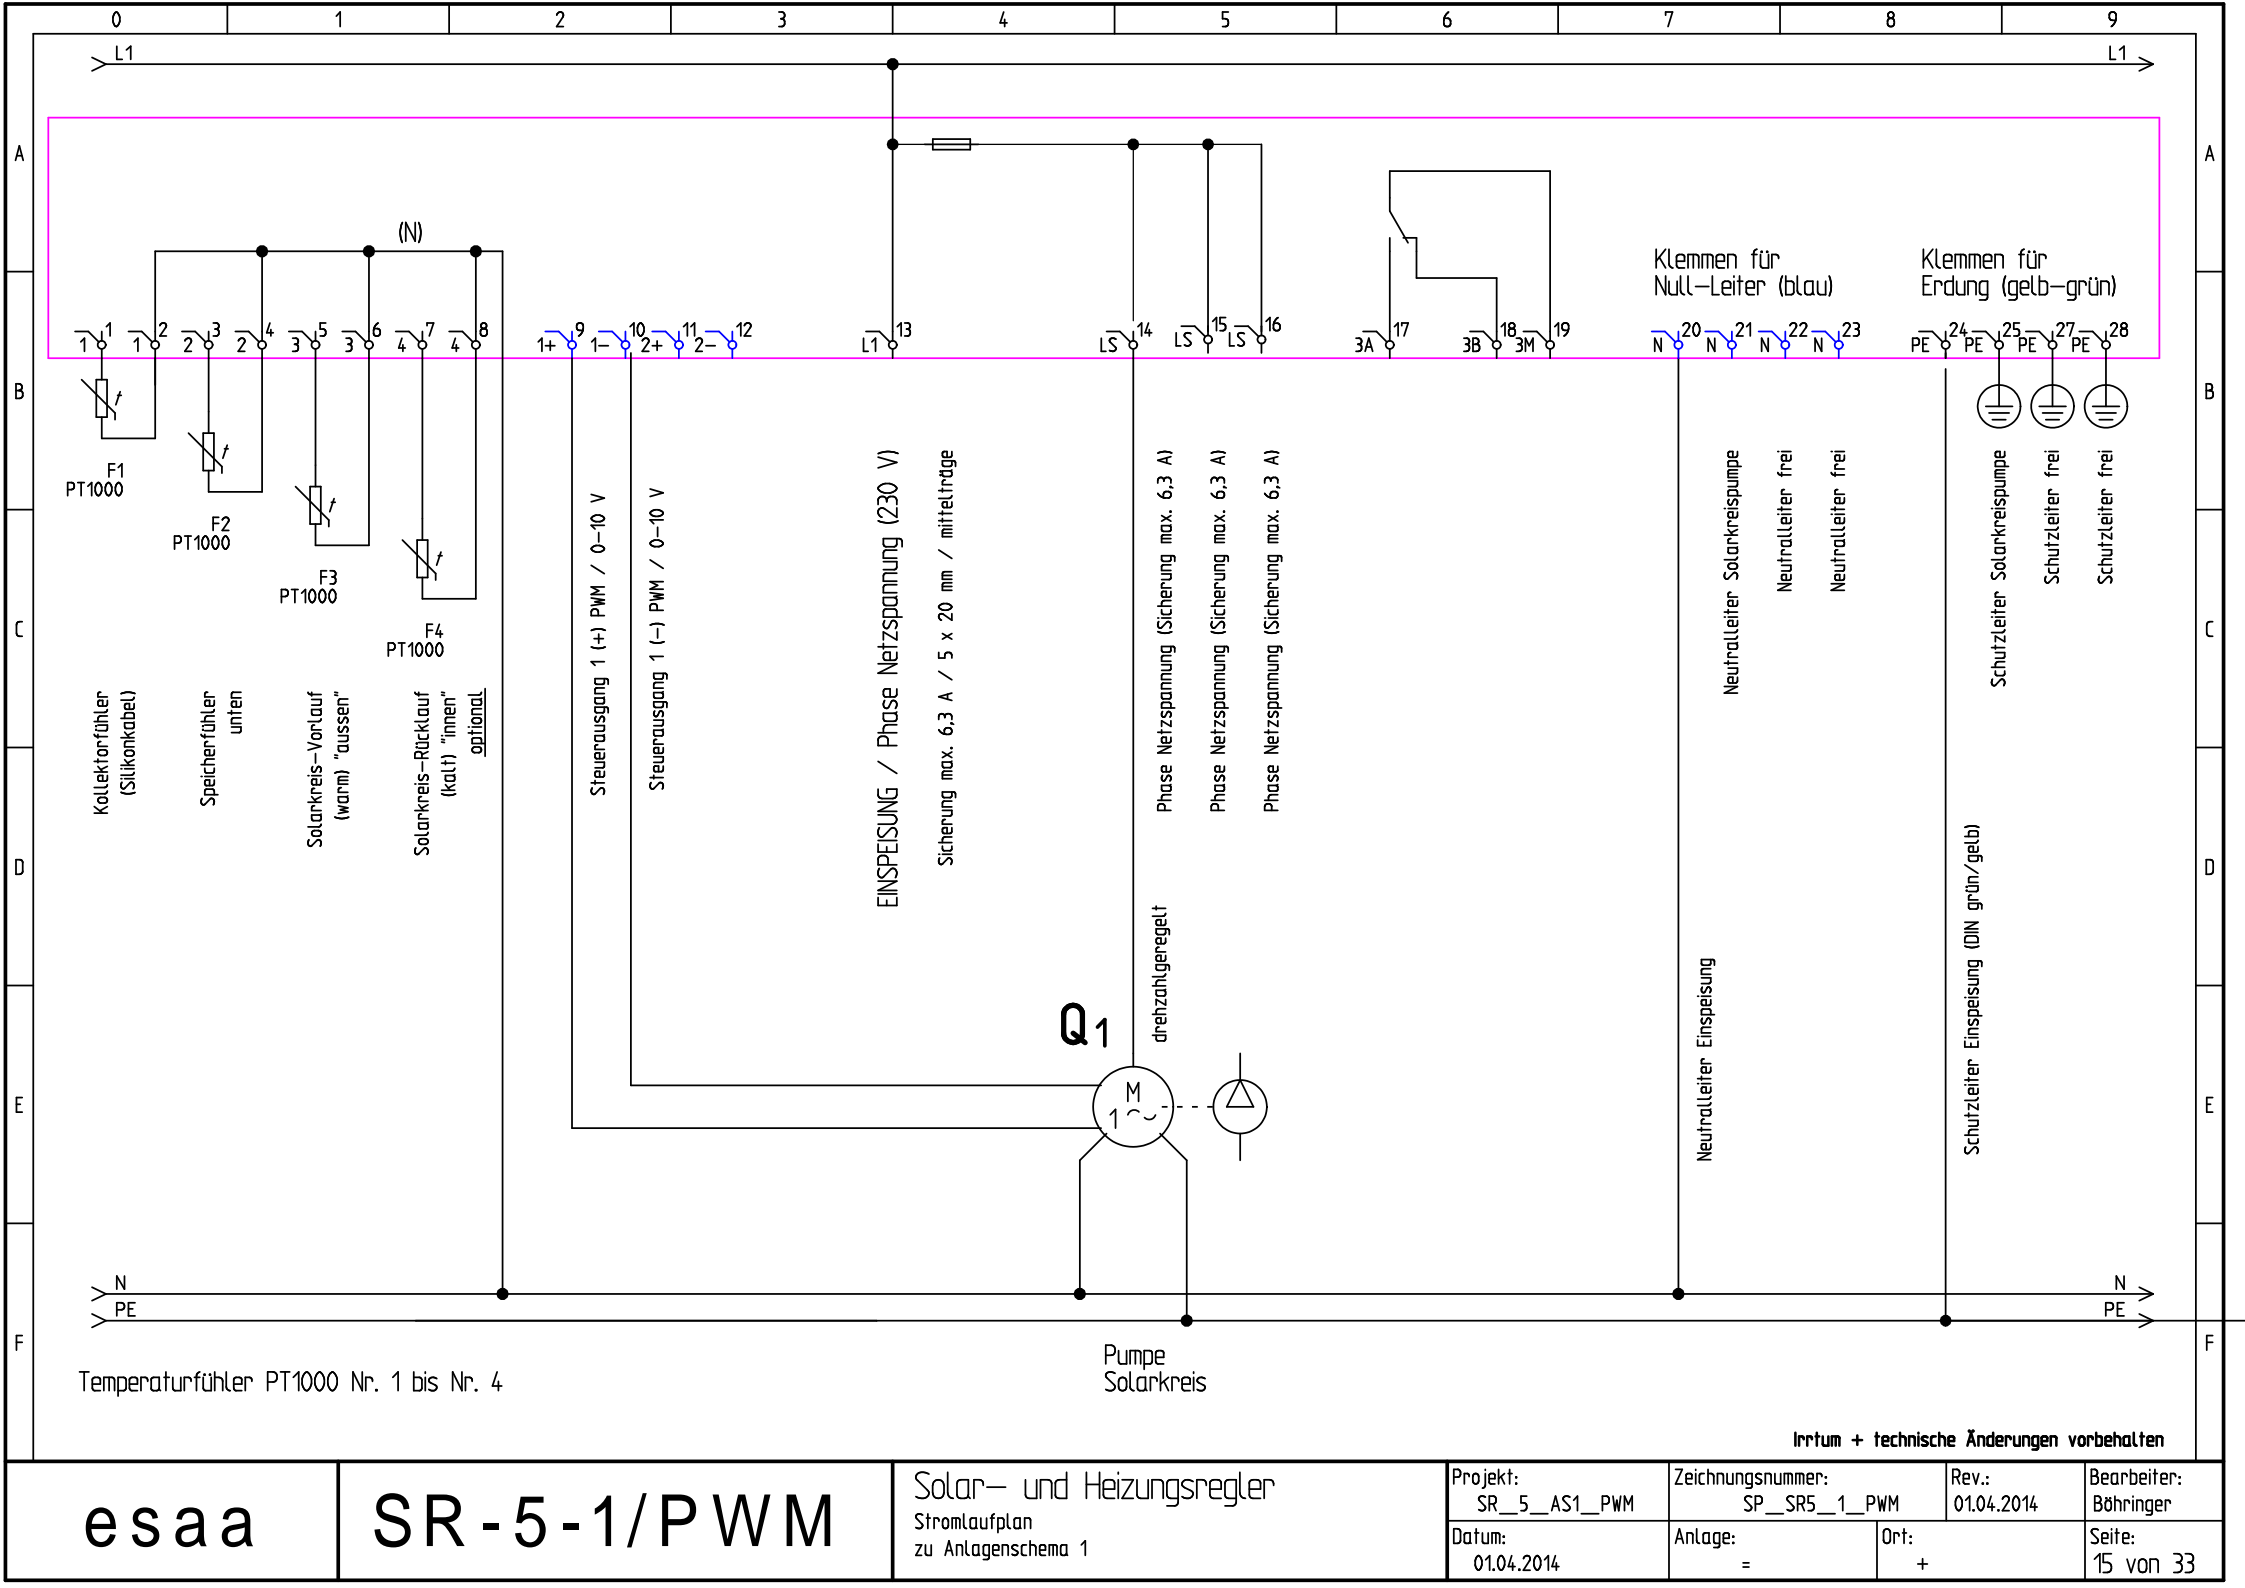 0 1 2 3 4 5 6 7 8 9
L1 L1
A A
(N)
Klemmen für
Null-Leiter (blau)
Klemmen für
Erdung (gelb-grün)
1 2 3 4 5 6 7 8 9 10 11 12 13 14 15 16 17 18 19 20 21 22 23 24 25 27 28
1 1 2 2 3 3 4 4 1+ 1- 2+ 2- L1 LS LS LS 3A 3B 3M N N N N PE PE PE PE
B B
t
F1
PT1000
t
F2
PT1000
t
F3
PT1000
t
F4
PT1000
C C
Kollektorfühler
(Silikonkabel)
Speicherfühler
unten
Solarkreis-Vorlauf
(warm) "aussen"
Solarkreis-Rücklauf
(kalt) "innen"
optional
Steuerausgang 1 (+) PWM / 0-10 V
Steuerausgang 1 (-) PWM / 0-10 V
EINSPEISUNG / Phase Netzspannung (230 V)
Sicherung max. 6,3 A / 5 x 20 mm / mittelträge
Phase Netzspannung (Sicherung max. 6,3 A)
Phase Netzspannung (Sicherung max. 6,3 A)
Phase Netzspannung (Sicherung max. 6,3 A)
Neutralleiter Solarkreispumpe
Neutralleiter frei
Neutralleiter frei
Schutzleiter Solarkreispumpe
Schutzleiter frei
Schutzleiter frei
D D
drehzahlgeregelt
Neutralleiter Einspeisung
Schutzleiter Einspeisung (DIN grün/gelb)
Q1
E E
M
1~
N N
PE PE
F F
Pumpe
Solarkreis
Temperaturfühler PT1000 Nr. 1 bis Nr. 4
Irrtum + technische Änderungen vorbehalten
esaa
SR-5-1/PWM
Solar- und Heizungsregler
Stromlaufplan
zu Anlagenschema 1
Projekt:
SR__5__AS1__PWM
Zeichnungsnummer:
SP__SR5__1__PWM
Rev.:
01.04.2014
Bearbeiter:
Böhringer
Datum:
01.04.2014
Anlage:
=
Ort:
+
Seite:
15 von 33